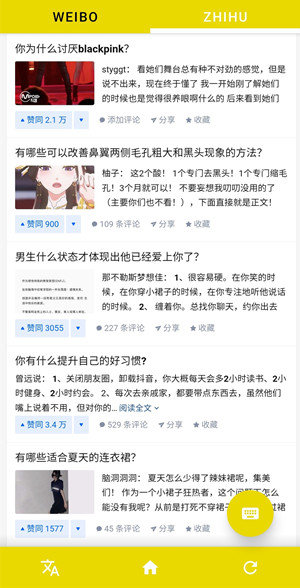 WEIBO
ZHIHU
你为什么讨厌blackpink?
styggt： 看她们舞台总有种不对劲的感觉，但是
说不出来，现在终于懂了 我一开始刚了解她们
的时候也是觉得很养眼啊什么的 后来看到她们
赞同 2.1 万
添加评论
分享
收藏
有哪些可以改善鼻翼两侧毛孔粗大和黑头现象的方法?
柚子： 这2个酸！ 1个专门去黑头！1个专门缩毛
孔！3个月就可以！ 不要妄想我叨叨没用的了
（主要你们也不看！），下面直接就是正文！
赞同 900
109 条评论
分享
收藏
男生什么状态才体现出他已经爱上你了?
那不勒斯梦想住： 1、很容易硬。在你笑的时
候，在你穿小裙子的时候，在你专注地听他说话
的时候。 2、 缠着你。总找你聊天，约你出去
赞同 3055
227 条评论
分享
收藏
你有什么提升自己的好习惯?
曾远说： 1、关闭朋友圈，卸载抖音，你大概每天会多2小时读书、2小
时健身、2小时约会。 2、每次去亲戚家，都要带点东西去，虽然他们
嘴上说着不用，但对你的… 阅读全文
赞同 3.4 万
529 条评论
分享
收藏
有哪些适合夏天的连衣裙?
脑洞洞洞： 夏天怎么少得了辣妹裙呢，集美
们！ 作为一个小裙子狂热者，这个问题不怎么
能没有我呢？从前是打死不穿裙子
过裙
赞同 1577
45 条评论
分享
收藏